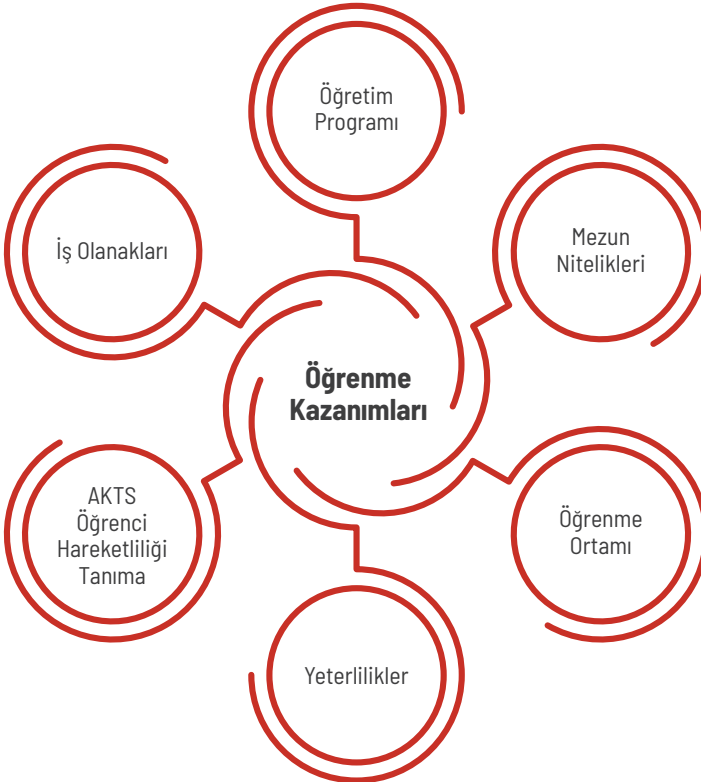 Öğretim
Programı
İş Olanakları
Mezun
Nitelikleri
Öğrenme
Kazanımları
AKTS
Öğrenci
Hareketliliği
Tanıma
Öğrenme
Ortamı
Yeterlilikler